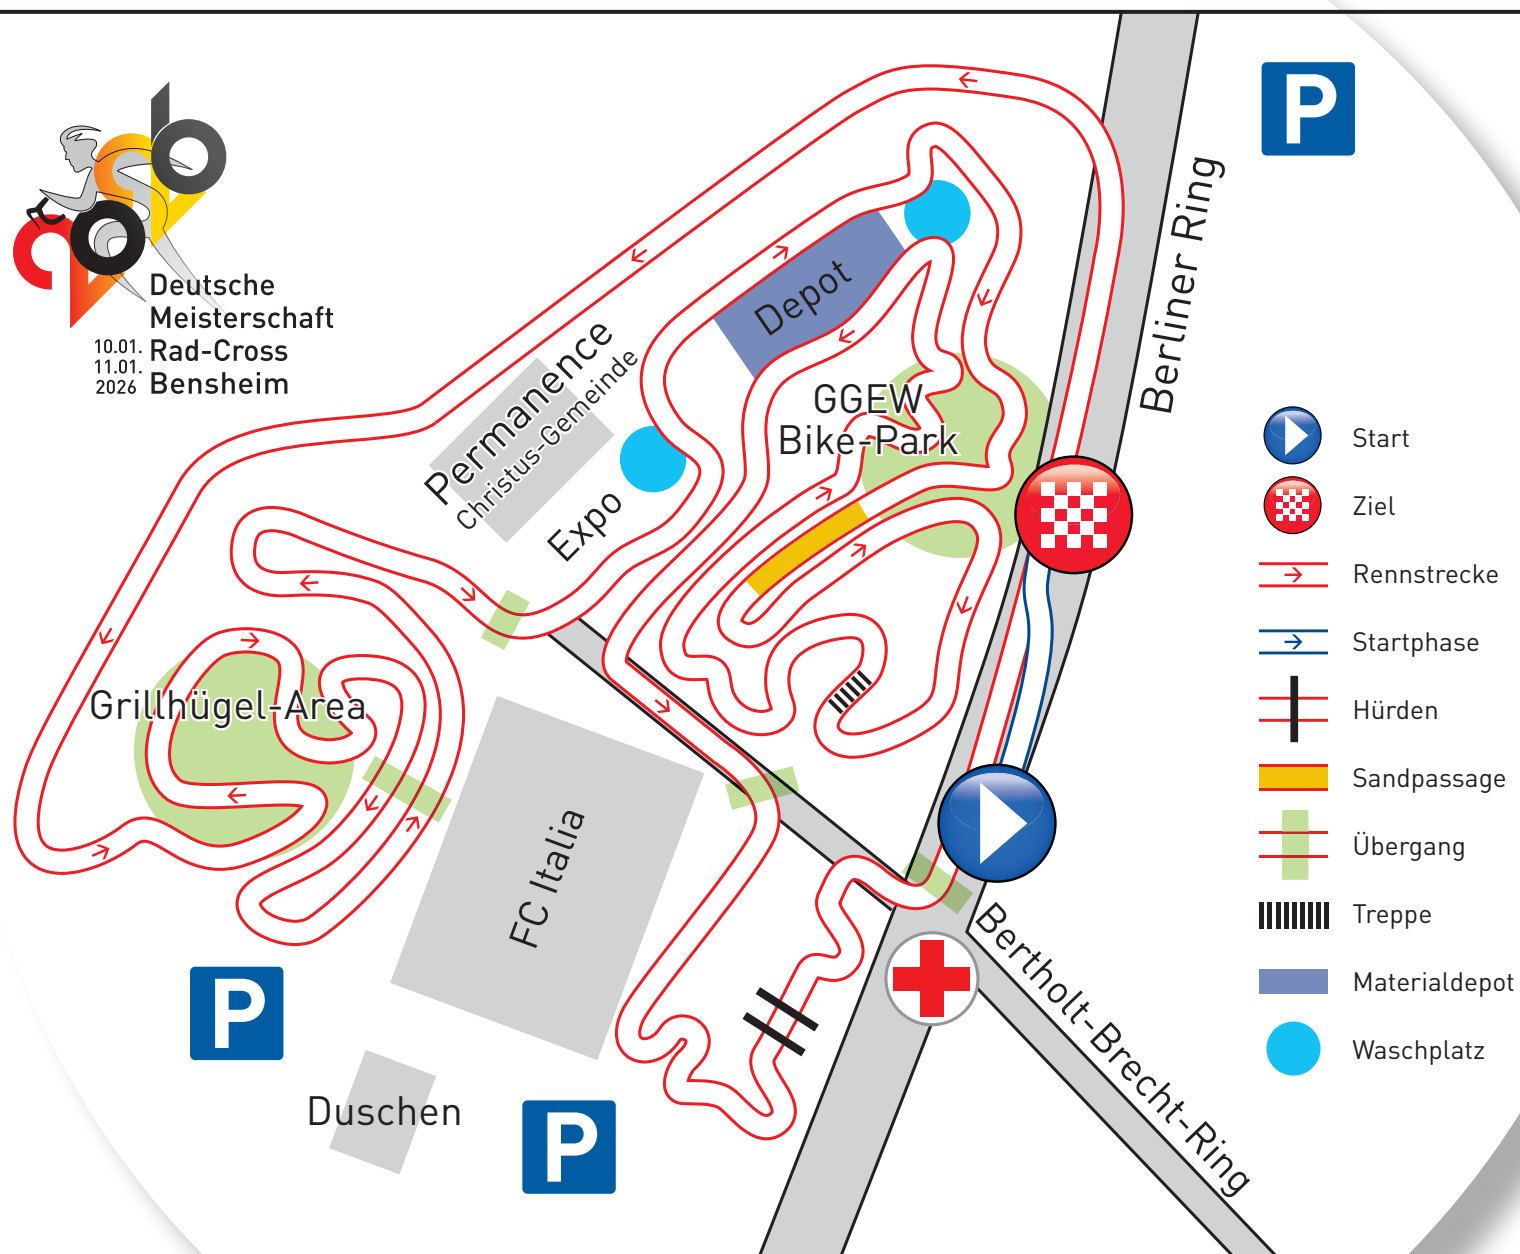 Deutsche
Meisterschaft
10.01. Rad-Cross
11.01.
2026 Bensheim
P
Berliner Ring
Depot
Permanence
Christus-Gemeinde
Expo
GGEW
Bike-Park
Grillhügel-Area
FC Italia
Duschen
P
P
Bertholt-Brecht-Ring
Start
Ziel
Rennstrecke
Startphase
Hürden
Sandpassage
Übergang
Treppe
Materialdepot
Waschplatz